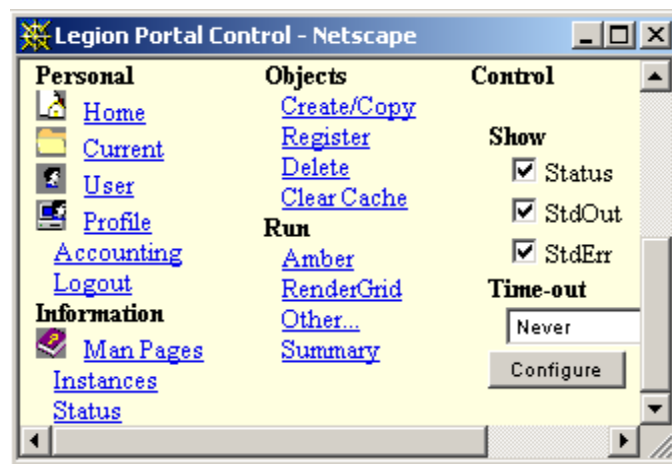 Legion Portal Control - Netscape
Personal
Home
Current
User
Profile
Accounting
Logout
Information
Man Pages
Instances
Status
Objects
Create/Copy
Register
Delete
Clear Cache
Run
Amber
RenderGrid
Other...
Summary
Control
Show
Status
StdOut
StdErr
Time-out
Never
Configure